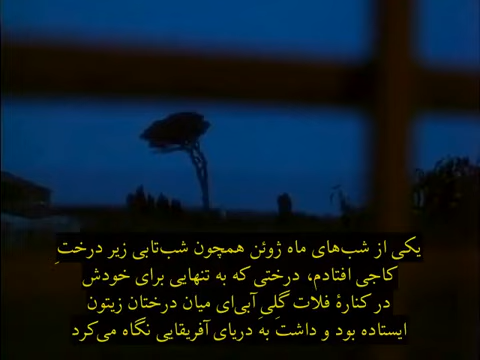 یکی از شب‌های ماه ژوئن همچون شب‌تابی زیر درختِ
کاجی افتادم، درختی که به تنهایی برای خودش
در کنارهٔ فلات گلیِ آبی‌ای میان درختان زیتون
ایستاده بود و داشت به دریای آفریقایی نگاه می‌کرد